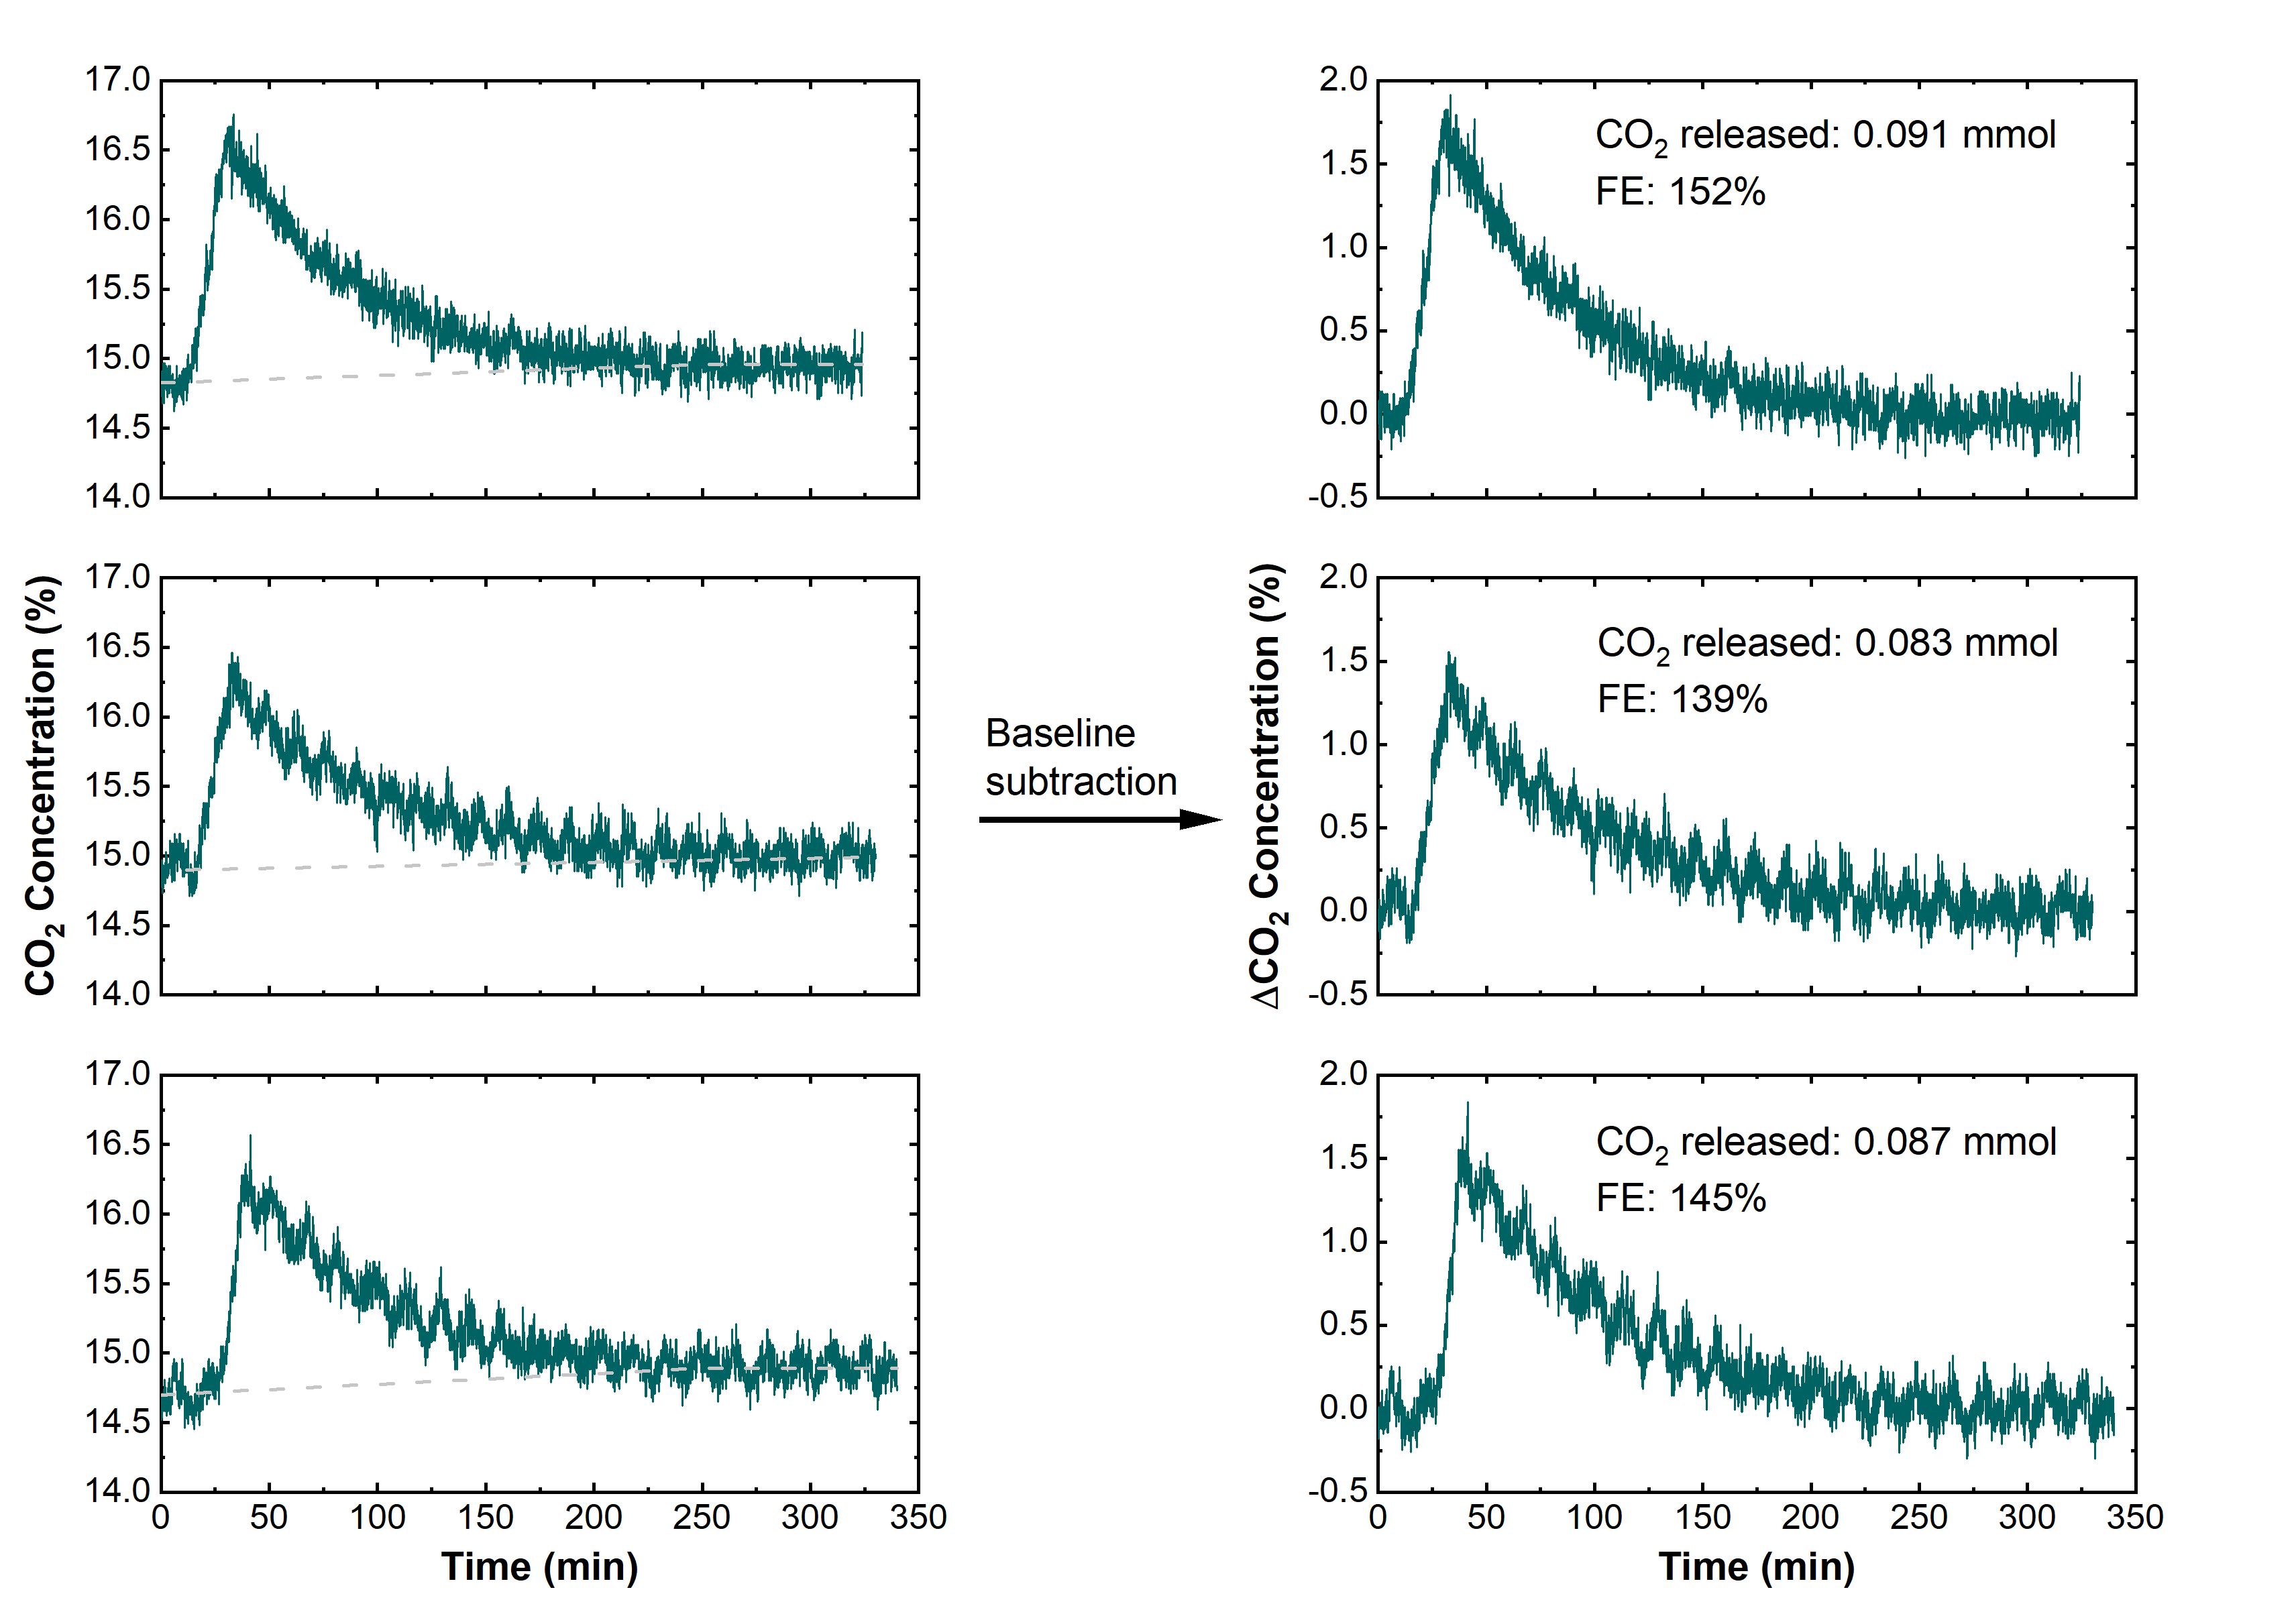 17.0
16.5
16.0
15.5
15.0
14.5
14.0
2.0
1.5
1.0
0.5
0.0
-0.5
CO₂ released: 0.091 mmol
FE: 152%
CO₂ Concentration (%)
17.0
16.5
16.0
15.5
15.0
14.5
14.0
Baseline
subtraction
ΔCO₂ Concentration (%)
2.0
1.5
1.0
0.5
0.0
-0.5
CO₂ released: 0.083 mmol
FE: 139%
17.0
16.5
16.0
15.5
15.0
14.5
14.0
0 50 100 150 200 250 300 350
Time (min)
2.0
1.5
1.0
0.5
0.0
-0.5
CO₂ released: 0.087 mmol
FE: 145%
0 50 100 150 200 250 300 350
Time (min)